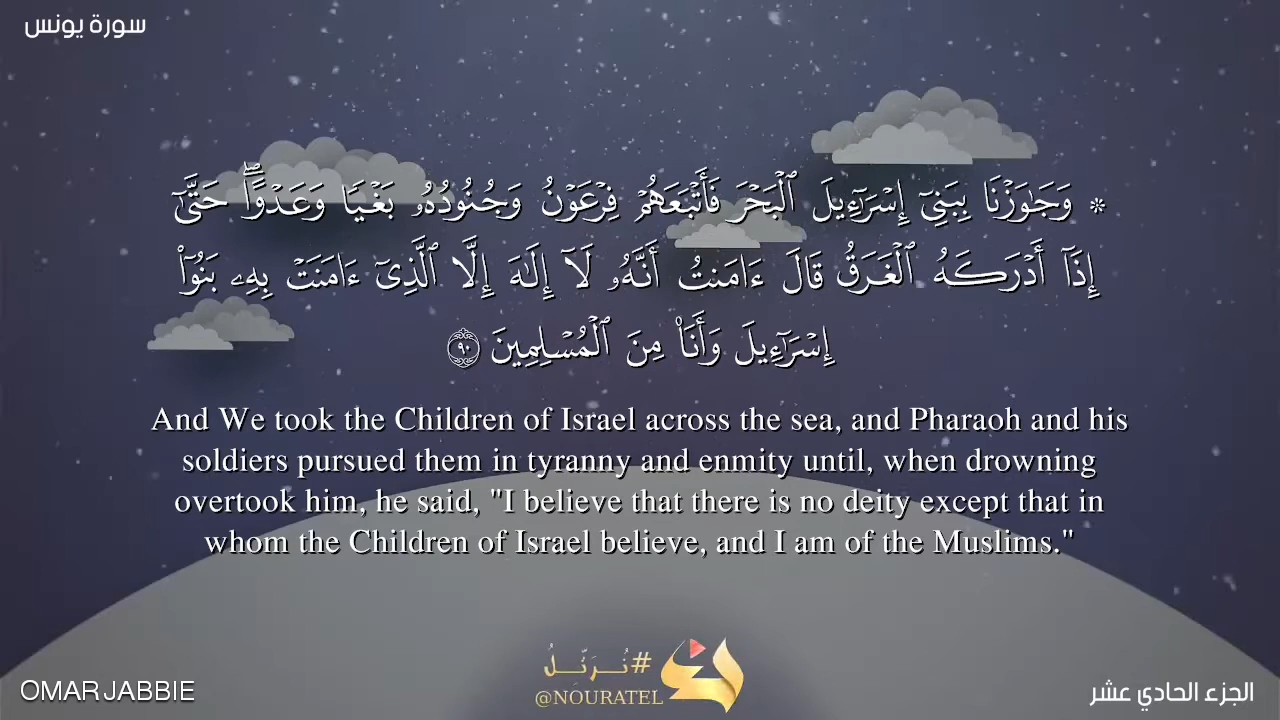 سورة يونس
۞ وَجَٰوَزْنَا بِبَنِىٓ إِسْرَٰٓءِيلَ ٱلْبَحْرَ فَأَتْبَعَهُمْ فِرْعَوْنُ وَجُنُودُهُۥ بَغْيًا وَعَدْوًا ۖ حَتَّىٰٓ
إِذَآ أَدْرَكَهُ ٱلْغَرَقُ قَالَ ءَامَنتُ أَنَّهُۥ لَآ إِلَٰهَ إِلَّا ٱلَّذِىٓ ءَامَنَتْ بِهِۦ بَنُوٓا۟
إِسْرَٰٓءِيلَ وَأَنَا۠ مِنَ ٱلْمُسْلِمِينَ ٩٠
And We took the Children of Israel across the sea, and Pharaoh and his
soldiers pursued them in tyranny and enmity until, when drowning
overtook him, he said, "I believe that there is no deity except that in
whom the Children of Israel believe, and I am of the Muslims."
#نُرَتِّلُ
@NOURATEL
OMAR JABBIE
الجزء الحادي عشر